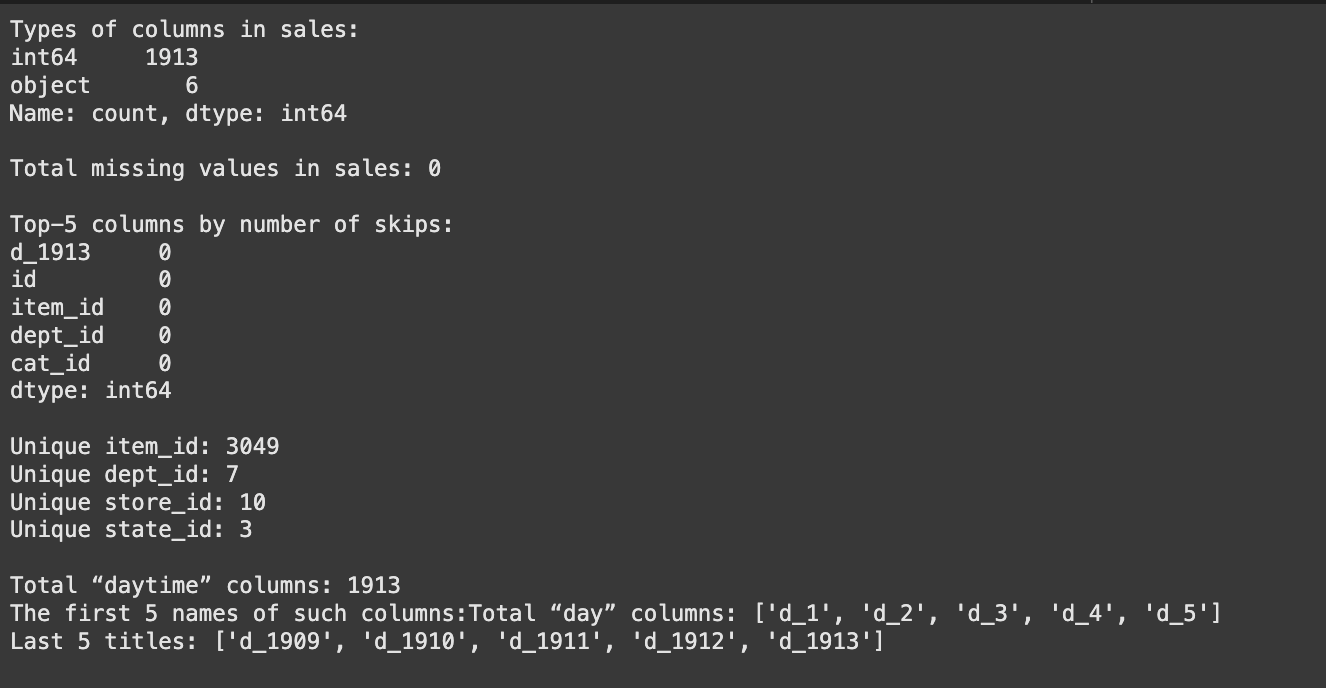 Types of columns in sales:
int64     1913
object       6
Name: count, dtype: int64
Total missing values in sales: 0
Top-5 columns by number of skips:
d_1913     0
id         0
item_id    0
dept_id    0
cat_id     0
dtype: int64
Unique item_id: 3049
Unique dept_id: 7
Unique store_id: 10
Unique state_id: 3
Total “daytime” columns: 1913
The first 5 names of such columns:Total “day” columns: ['d_1', 'd_2', 'd_3', 'd_4', 'd_5']
Last 5 titles: ['d_1909', 'd_1910', 'd_1911', 'd_1912', 'd_1913']